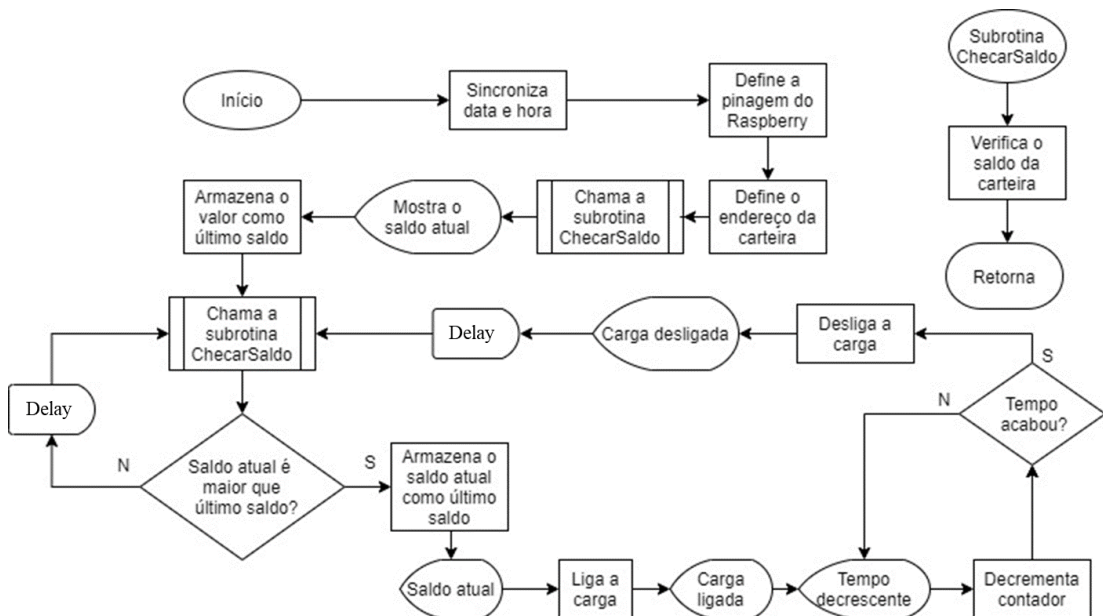 Início
Sincroniza
data e hora
Define a
pinagem do
Raspberry
Subrotina
ChecarSaldo
Verifica o
saldo da
carteira
Retorna
Define o
endereço da
carteira
Chama a
subrotina
ChecarSaldo
Mostra o
saldo atual
Armazena o
valor como
último saldo
Chama a
subrotina
ChecarSaldo
Delay
Carga desligada
Desliga a
carga
S
N
Tempo
acabou?
Delay
N
Saldo atual é
maior que
último saldo?
S
Armazena o
saldo atual
como último
saldo
Saldo atual
Liga a
carga
Carga
ligada
Tempo
decrescente
Decrementa
contador